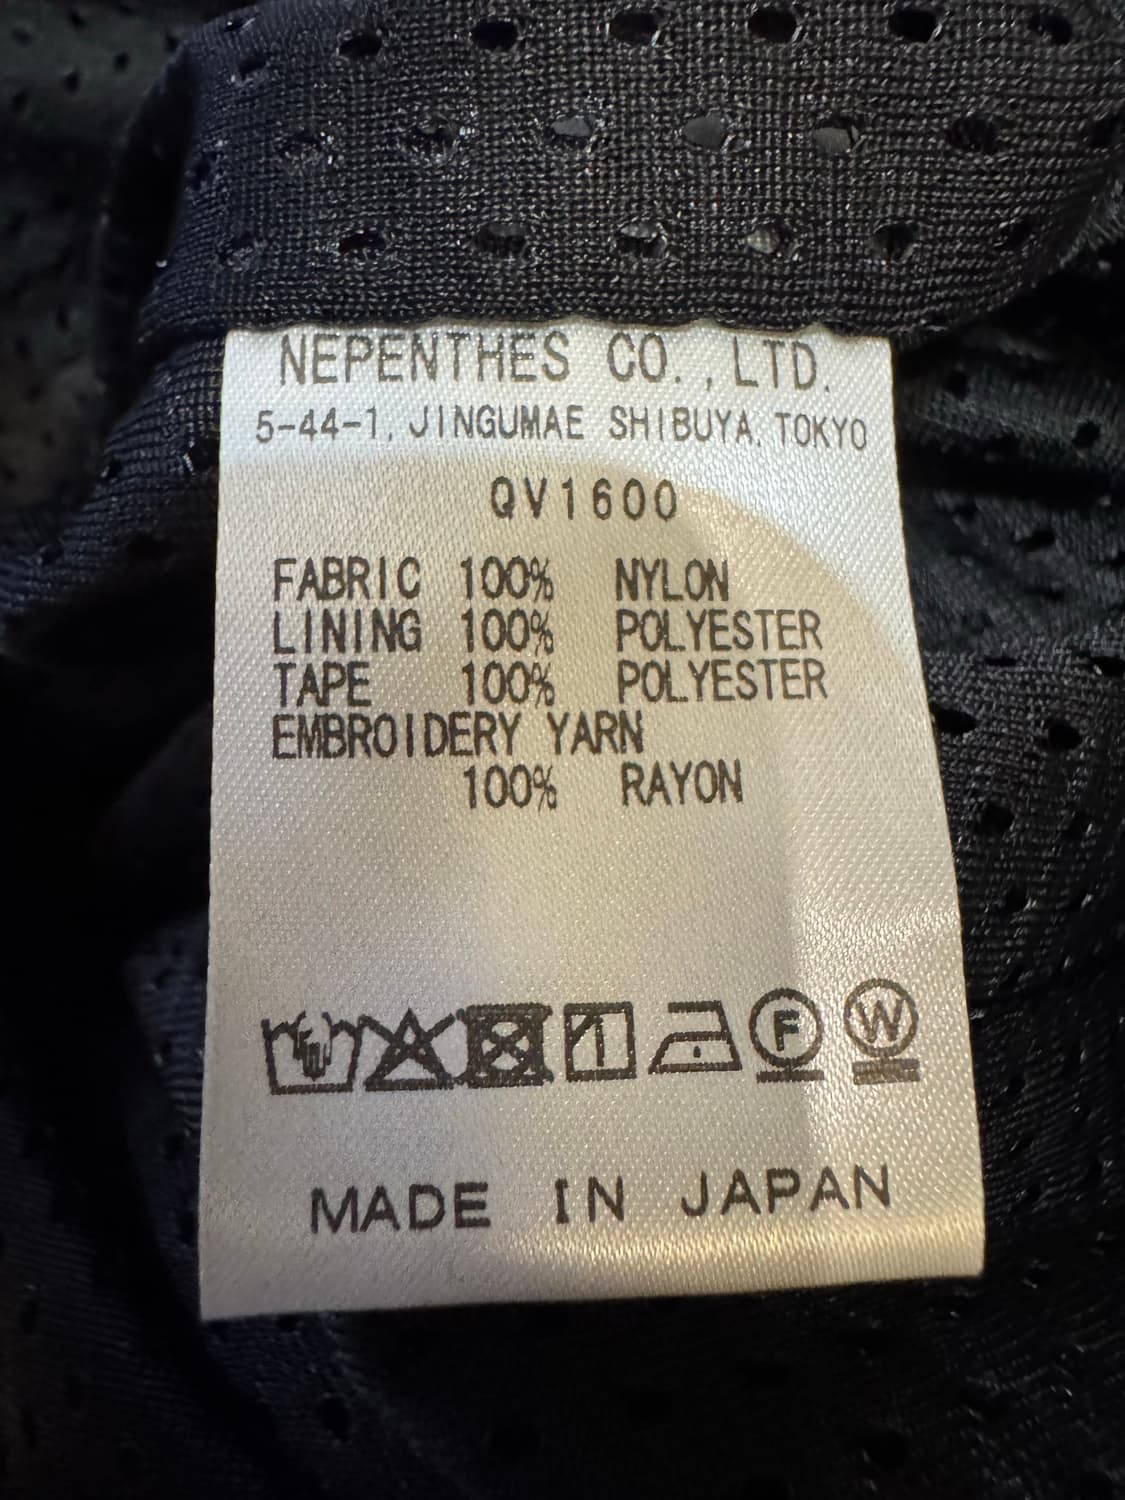 NEPENTHES CO., LTD.
5-44-1, JINGUMAE SHIBUYA, TOKYO
QV1600
FABRIC 100% NYLON
LINING 100% POLYESTER
TAPE 100% POLYESTER
EMBROIDERY YARN
100% RAYON
F W
MADE IN JAPAN